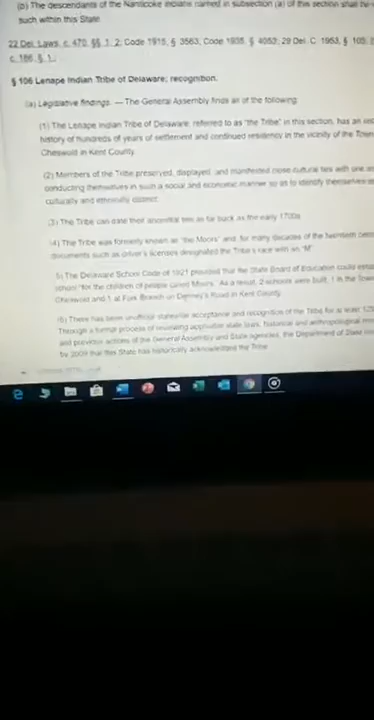 (b) The descendants of the Nanticoke Indians named in subsection (a) of this section shall be
such within this State.
22 Del. Laws, c. 470, §§ 1, 2; Code 1915, § 3563; Code 1935, § 4053; 29 Del. C. 1953, § 105;
c. 186, § 1.;
§ 106 Lenape Indian Tribe of Delaware; recognition.
(a) Legislative findings. — The General Assembly finds all of the following:
(1) The Lenape Indian Tribe of Delaware, referred to as "the Tribe" in this section, has an
history of hundreds of years of settlement and continued residency in the vicinity of the Town
Cheswold in Kent County.
(2) Members of the Tribe preserved, displayed, and manifested close cultural ties with one
conducting themselves in such a social and economic manner so as to identify themselves
culturally and ethnically distinct.
(3) The Tribe can date their ancestral ties as far back as the early 1700s.
(4) The Tribe was formerly known as "the Moors" and, for many decades of the twentieth
documents such as driver's licenses designated the Tribe's race with an "M"
5) The Delaware School Code of 1921 provided that the State Board of Education could
school "for the children of people called Moors." As a result, 2 schools were built, 1 in the Town
Cheswold and 1 at Fork Branch on Denney's Road in Kent County.
(6) There has been unofficial statewide acceptance and recognition of the Tribe for at least
Through a formal process of reviewing applicable state laws, historical and anthropological
and previous actions of the General Assembly and State agencies, the Department of State
by 2009 that this State has historically acknowledged the Tribe.